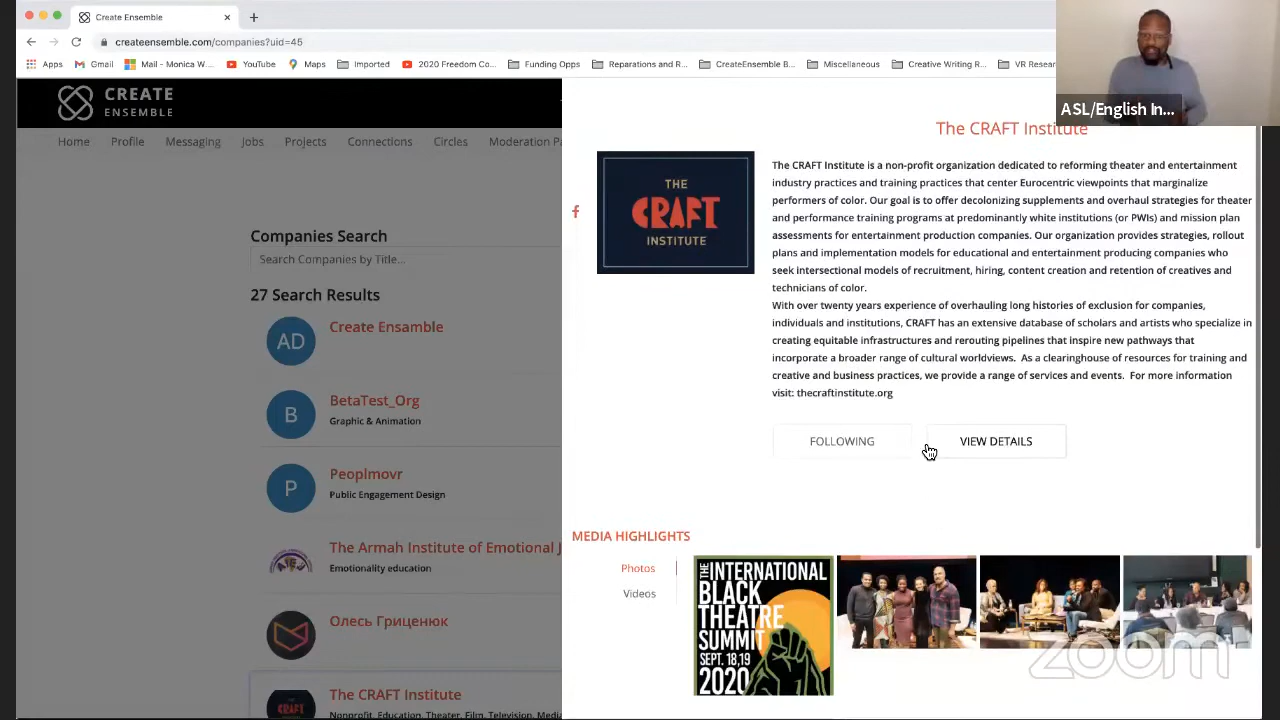 Create Ensemble
createensemble.com/companies?uid=45
Apps Gmail Mail - Monica W... YouTube Maps Imported 2020 Freedom Co... Funding Opps Reparations and R... CreateEnsemble B... Miscellaneous Creative Writing R... VR Resear
ASL/English In...
CREATE
ENSEMBLE
Home Profile Messaging Jobs Projects Connections Circles Moderation Pa
Companies Search
Search Companies by Title...
27 Search Results
AD
Create Ensamble
B
BetaTest_Org
Graphic & Animation
P
Peoplmovr
Public Engagement Design
The Armah Institute of Emotional J
Emotionality education
Олесь Гриценюк
CRAFT
The CRAFT Institute
Nonprofit, Education, Theater, Film, Television, Media
The CRAFT Institute
THE
CRAFT
INSTITUTE
The CRAFT Institute is a non-profit organization dedicated to reforming theater and entertainment
industry practices and training practices that center Eurocentric viewpoints that marginalize
performers of color. Our goal is to offer decolonizing supplements and overhaul strategies for theater
and performance training programs at predominantly white institutions (or PWIs) and mission plan
assessments for entertainment production companies. Our organization provides strategies, rollout
plans and implementation models for educational and entertainment producing companies who
seek intersectional models of recruitment, hiring, content creation and retention of creatives and
technicians of color.
With over twenty years experience of overhauling long histories of exclusion for companies,
individuals and institutions, CRAFT has an extensive database of scholars and artists who specialize in
creating equitable infrastructures and rerouting pipelines that inspire new pathways that
incorporate a broader range of cultural worldviews. As a clearinghouse of resources for training and
creative and business practices, we provide a range of services and events. For more information
visit: thecraftinstitute.org
FOLLOWING VIEW DETAILS
MEDIA HIGHLIGHTS
Photos
Videos
THE INTERNATIONAL
BLACK
THEATRE
SUMMIT
SEPT. 18,19
2020
zoom